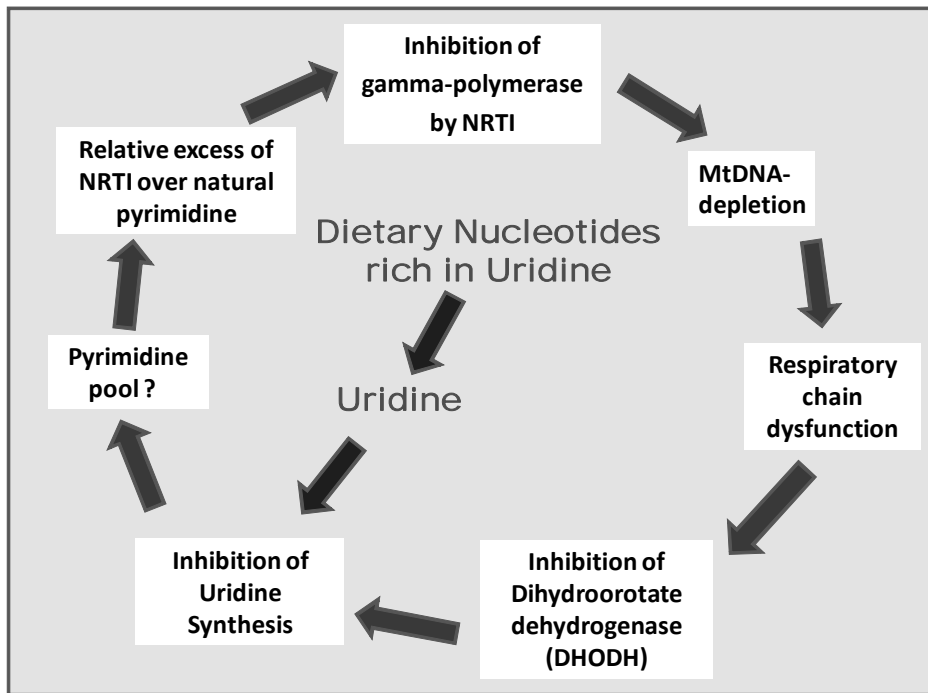 Inhibition of
gamma-polymerase
by NRTI
MtDNA-
depletion
Respiratory
chain
dysfunction
Inhibition of
Dihydroorotate
dehydrogenase
(DHODH)
Inhibition of
Uridine
Synthesis
Pyrimidine
pool ?
Relative excess of
NRTI over natural
pyrimidine
Dietary Nucleotides
rich in Uridine
Uridine